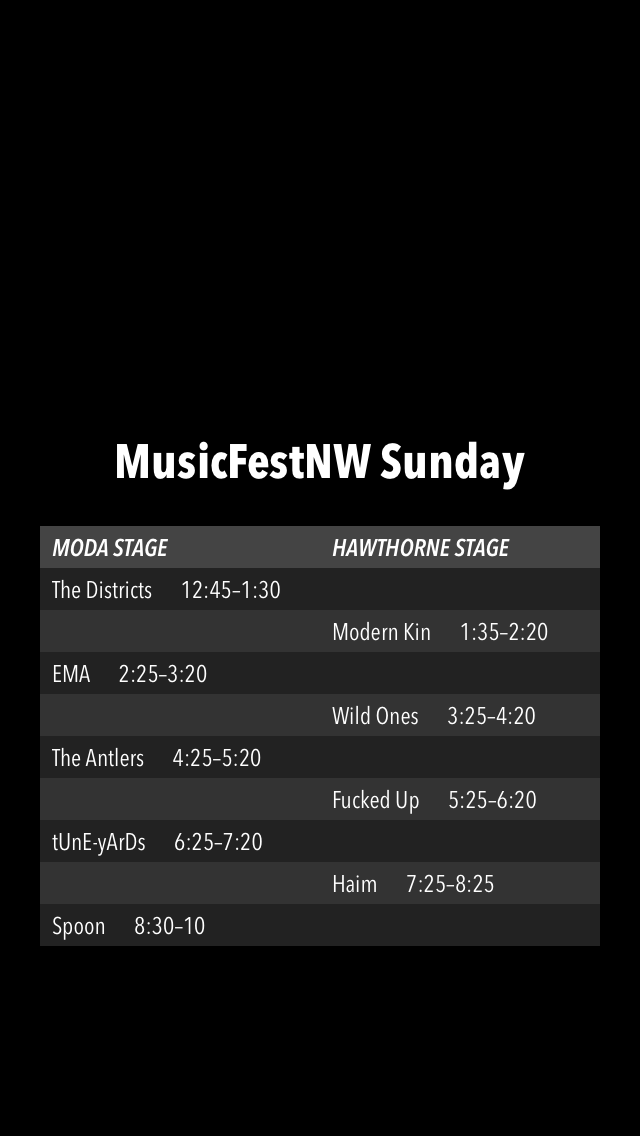 MusicFestNW Sunday
MODA STAGE HAWTHORNE STAGE
The Districts 12:45–1:30
Modern Kin 1:35–2:20
EMA 2:25–3:20
Wild Ones 3:25–4:20
The Antlers 4:25–5:20
Fucked Up 5:25–6:20
tUnE-yArDs 6:25–7:20
Haim 7:25–8:25
Spoon 8:30–10